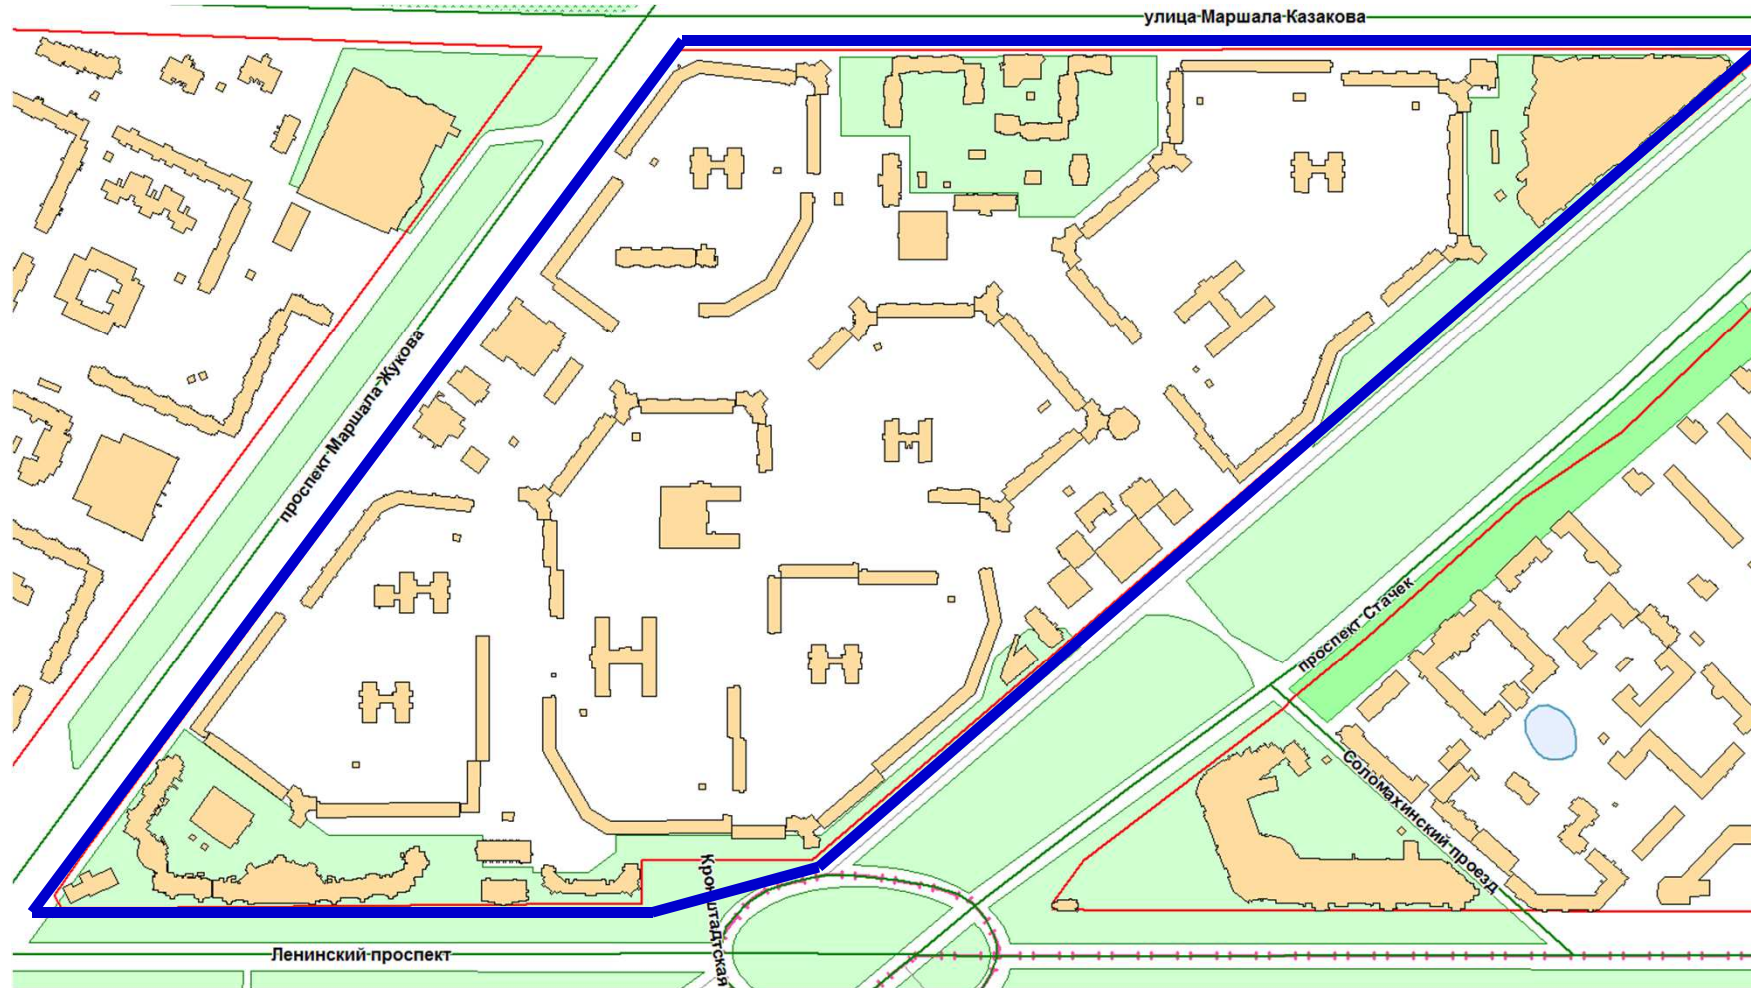 улица Маршала Казакова
проспект Маршала Жукова
проспект Стачек
Соломахинский проезд
Кронштадтская
Ленинский проспект